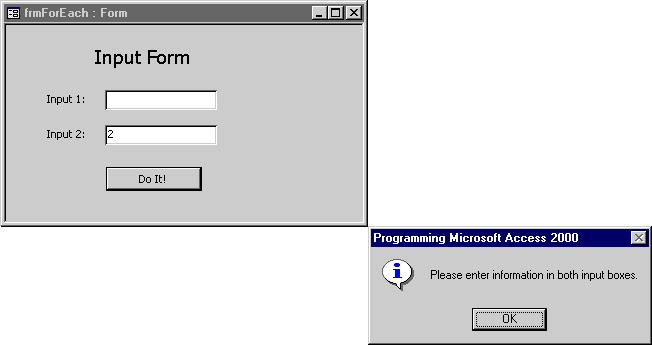 frmForEach : Form
Input Form
Input 1:
Input 2: 2
Do It!
Programming Microsoft Access 2000
Please enter information in both input boxes.
OK